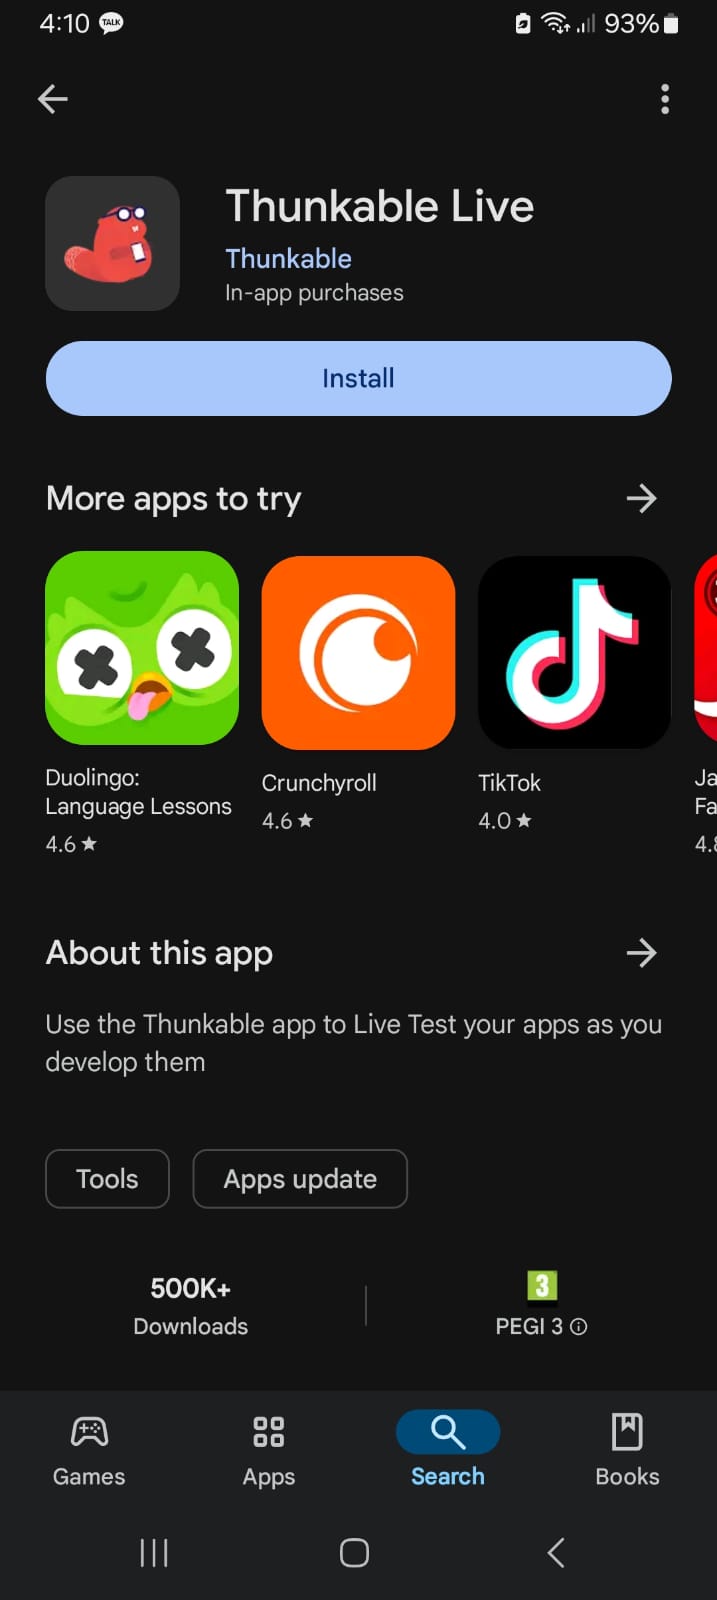 4:10 TALK 93%
Thunkable Live
Thunkable
In-app purchases
Install
More apps to try
Duolingo:
Language Lessons
4.6 ★
Crunchyroll
4.6 ★
TikTok
4.0 ★
Ja
Fa
4.8
About this app
Use the Thunkable app to Live Test your apps as you
develop them
Tools
Apps update
500K+
Downloads
3
PEGI 3
Games
Apps
Search
Books